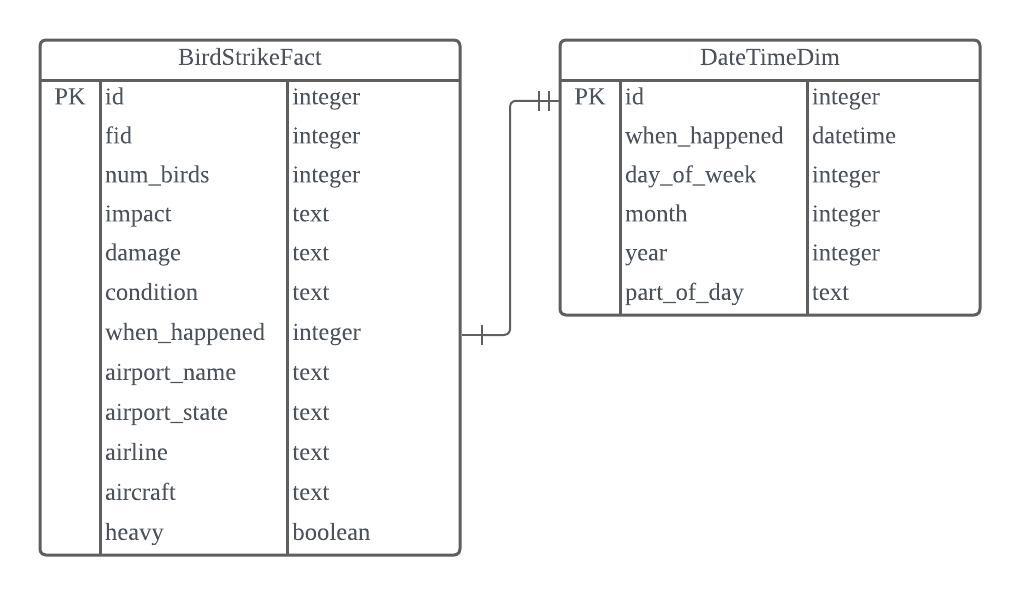 BirdStrikeFact
PK id integer
fid integer
num_birds integer
impact text
damage text
condition text
when_happened integer
airport_name text
airport_state text
airline text
aircraft text
heavy boolean
DateTimeDim
PK id integer
when_happened datetime
day_of_week integer
month integer
year integer
part_of_day text